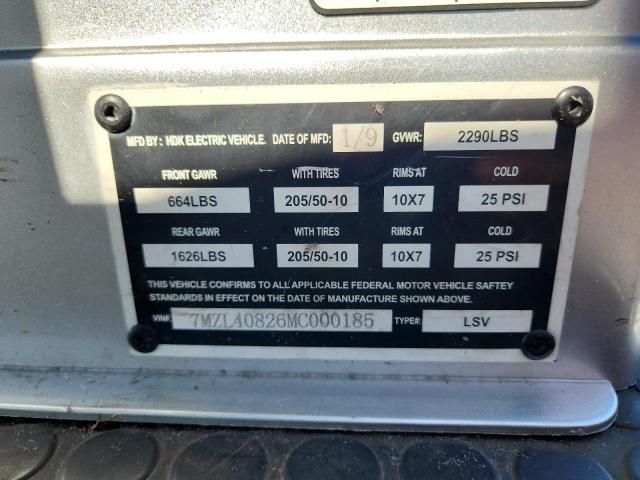 MFD BY: HDK ELECTRIC VEHICLE. DATE OF MFD: 1/9 GVWR: 2290LBS
FRONT GAWR WITH TIRES RIMS AT COLD
664LBS 205/50-10 10X7 25 PSI
REAR GAWR WITH TIRES RIMS AT COLD
1626LBS 205/50-10 10X7 25 PSI
THIS VEHICLE CONFIRMS TO ALL APPLICABLE FEDERAL MOTOR VEHICLE SAFTEY
STANDARDS IN EFFECT ON THE DATE OF MANUFACTURE SHOWN ABOVE.
VIN#: 7MZL40826MC000185 TYPE#: LSV